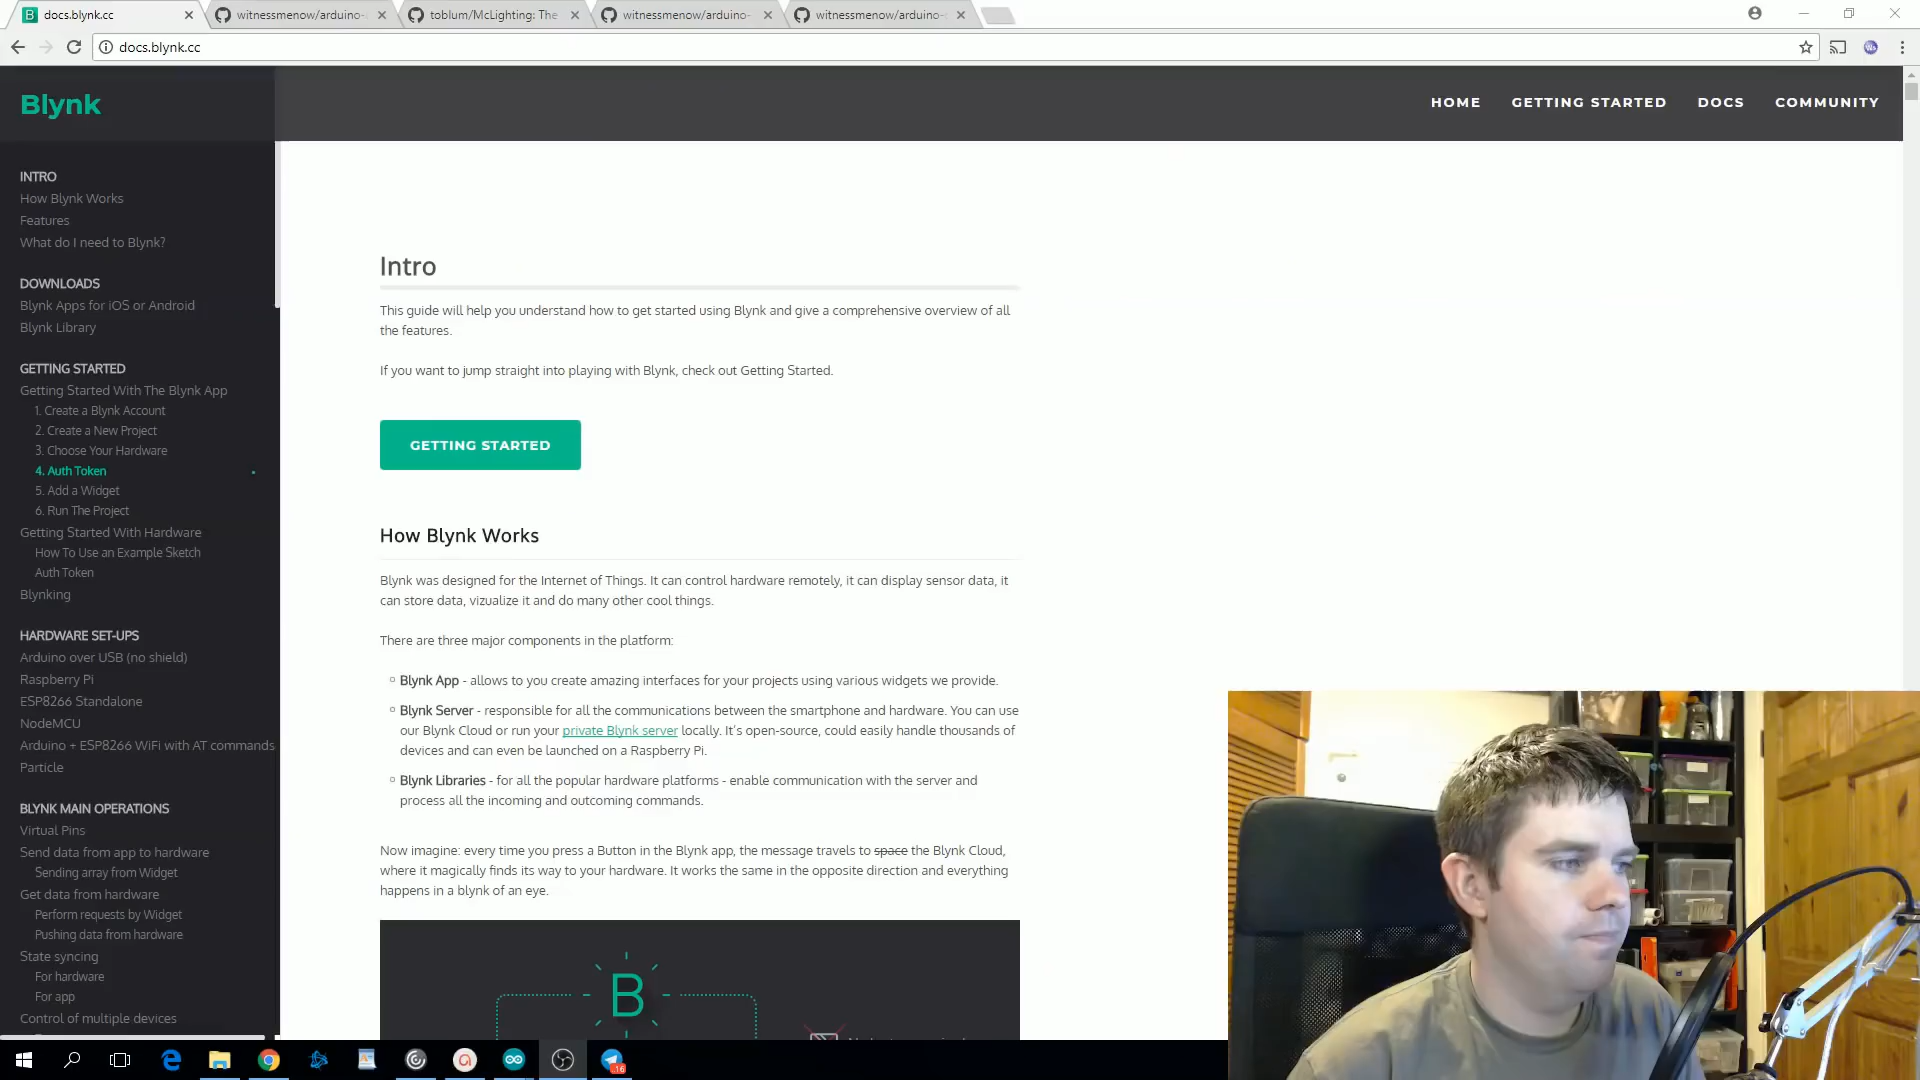 docs.blynk.cc
witnessmenow/arduino-
toblum/McLighting: The
witnessmenow/arduino-
witnessmenow/arduino-
docs.blynk.cc
Blynk
HOME
GETTING STARTED
DOCS
COMMUNITY
INTRO
How Blynk Works
Features
What do I need to Blynk?
DOWNLOADS
Blynk Apps for iOS or Android
Blynk Library
GETTING STARTED
Getting Started With The Blynk App
1. Create a Blynk Account
2. Create a New Project
3. Choose Your Hardware
4. Auth Token
5. Add a Widget
6. Run The Project
Getting Started With Hardware
How To Use an Example Sketch
Auth Token
Blynking
HARDWARE SET-UPS
Arduino over USB (no shield)
Raspberry Pi
ESP8266 Standalone
NodeMCU
Arduino + ESP8266 WiFi with AT commands
Particle
BLYNK MAIN OPERATIONS
Virtual Pins
Send data from app to hardware
Sending array from Widget
Get data from hardware
Perform requests by Widget
Pushing data from hardware
State syncing
For hardware
For app
Control of multiple devices
Intro
This guide will help you understand how to get started using Blynk and give a comprehensive overview of all
the features.
If you want to jump straight into playing with Blynk, check out Getting Started.
GETTING STARTED
How Blynk Works
Blynk was designed for the Internet of Things. It can control hardware remotely, it can display sensor data, it
can store data, vizualize it and do many other cool things.
There are three major components in the platform:
Blynk App - allows to you create amazing interfaces for your projects using various widgets we provide.
Blynk Server - responsible for all the communications between the smartphone and hardware. You can use
our Blynk Cloud or run your private Blynk server locally. It's open-source, could easily handle thousands of
devices and can even be launched on a Raspberry Pi.
Blynk Libraries - for all the popular hardware platforms - enable communication with the server and
process all the incoming and outcoming commands.
Now imagine: every time you press a Button in the Blynk app, the message travels to space the Blynk Cloud,
where it magically finds its way to your hardware. It works the same in the opposite direction and everything
happens in a blynk of an eye.
B
16